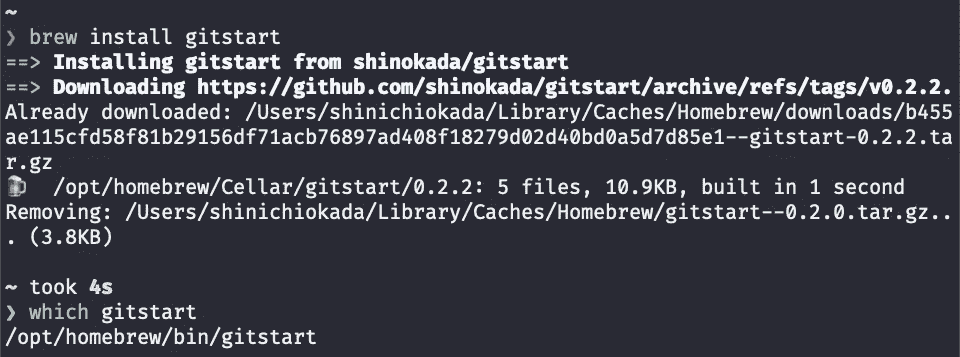 ~
❯ brew install gitstart
==> Installing gitstart from shinokada/gitstart
==> Downloading https://github.com/shinokada/gitstart/archive/refs/tags/v0.2.2.
Already downloaded: /Users/shinichiokada/Library/Caches/Homebrew/downloads/b455
ae115cfd58f81b29156df71acb76897ad408f18279d02d40bd0a5d7d85e1--gitstart-0.2.2.ta
r.gz
🍺  /opt/homebrew/Cellar/gitstart/0.2.2: 5 files, 10.9KB, built in 1 second
Removing: /Users/shinichiokada/Library/Caches/Homebrew/gitstart--0.2.0.tar.gz..
. (3.8KB)
~ took 4s
❯ which gitstart
/opt/homebrew/bin/gitstart